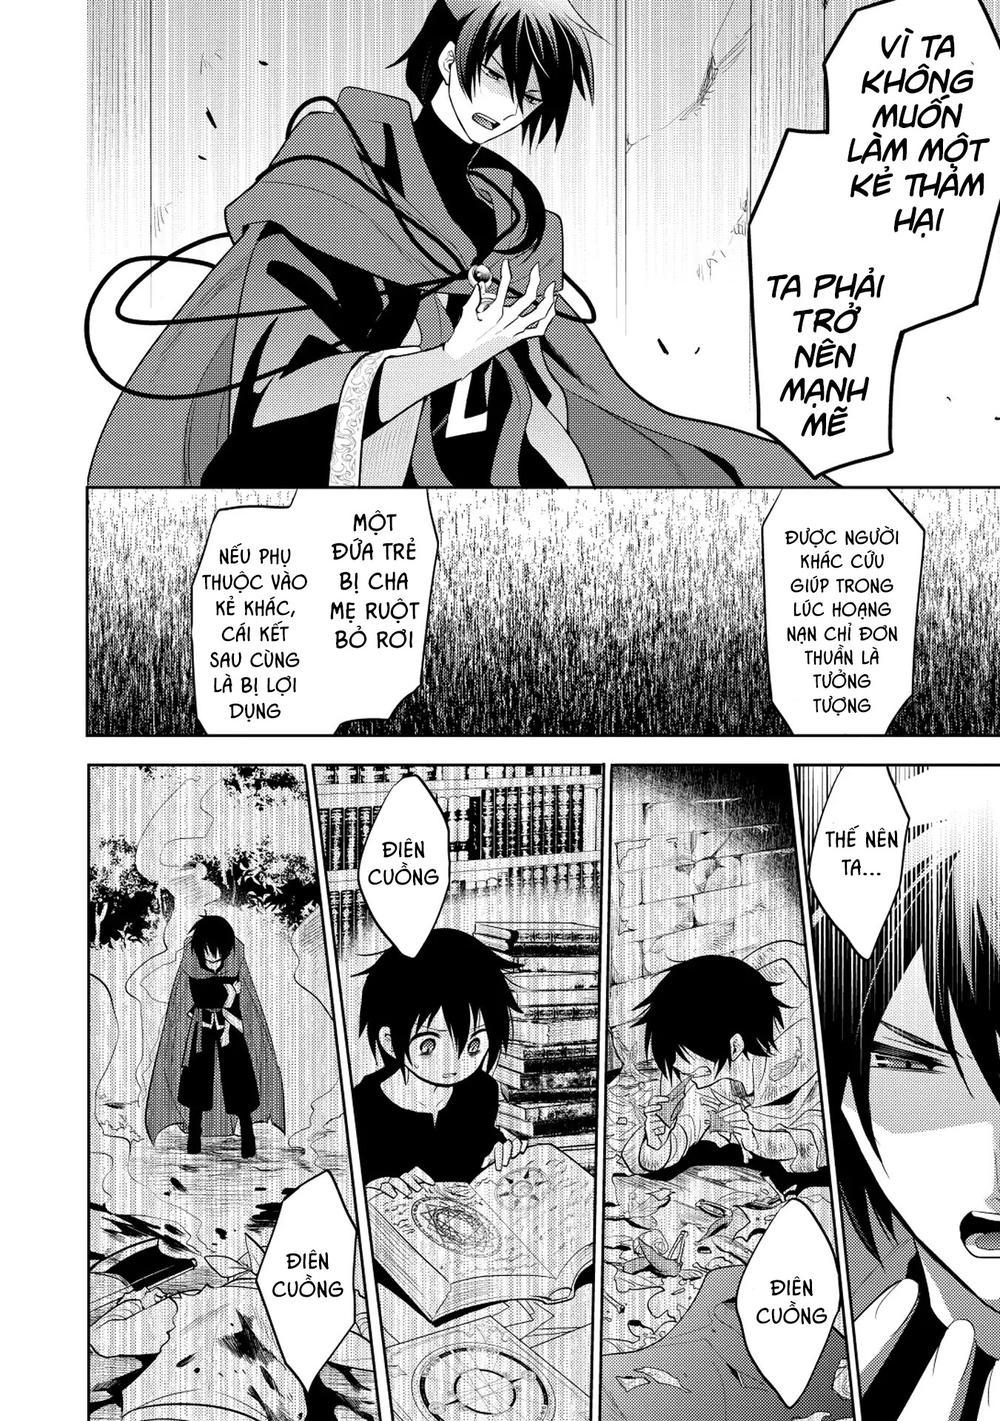 VÌ TA
KHÔNG
MUỐN
LÀM MỘT
KẺ THẢM
HẠI
TA PHẢI
TRỞ
NÊN
MẠNH
MẼ
ĐƯỢC NGƯỜI
KHÁC CỨU
GIÚP TRONG
LÚC HOẠNG
NẠN CHỈ ĐƠN
THUẦN LÀ
TƯỞNG
TƯỢNG
MỘT
ĐỨA TRẺ
BỊ CHA
MẸ RUỘT
BỎ RƠI
NẾU PHỤ
THUỘC VÀO
KẺ KHÁC,
CÁI KẾT
SAU CÙNG
LÀ BỊ LỢI
DỤNG
THẾ NÊN
TA...
ĐIÊN
CUỒNG
ĐIÊN
CUỒNG
ĐIÊN
CUỒNG